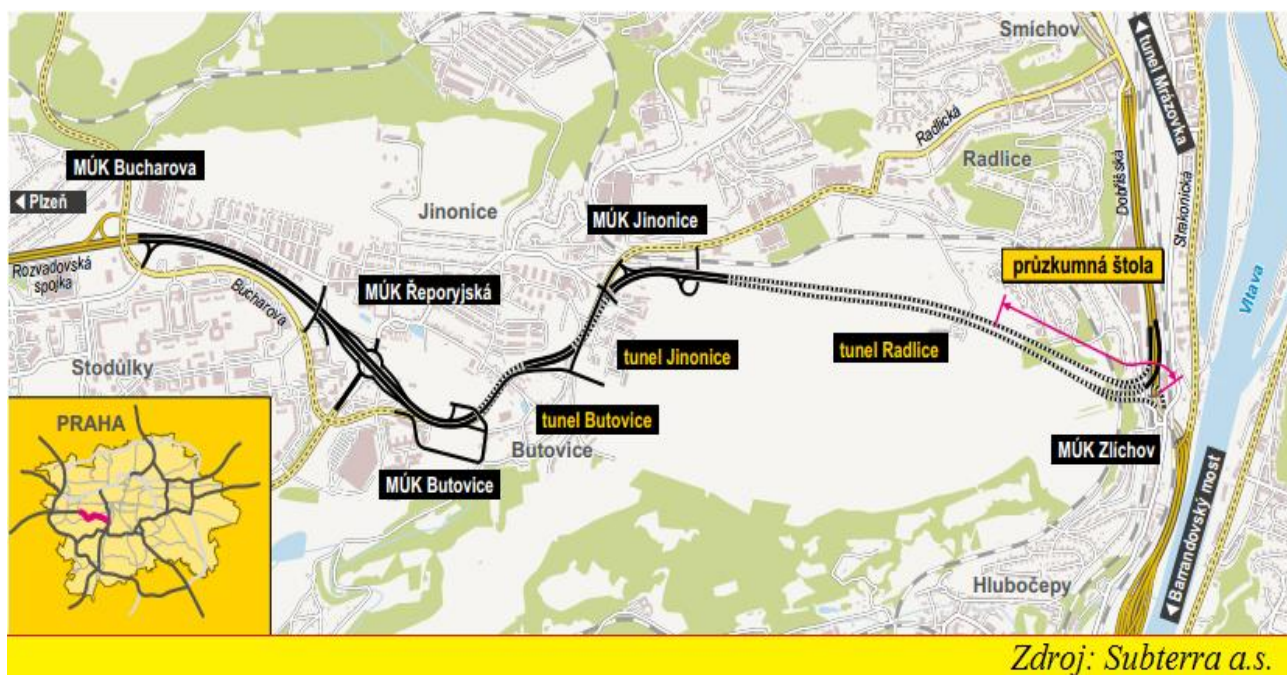 Smíchov
◄ tunel Mrázovka
Radlická
Radlice
MÚK Bucharova
◄ Plzeň
Jinonice
MÚK Jinonice
Dobříšská
Strakonická
Vltava
průzkumná štola
Rozvadovská
spojka
Bucharova
MÚK Řeporyjská
Stodůlky
tunel Jinonice
tunel Radlice
tunel Butovice
Butovice
MÚK Zlíchov
MÚK Butovice
PRAHA
◄ Barrandovský most
Hlubočepy
Zdroj: Subterra a.s.